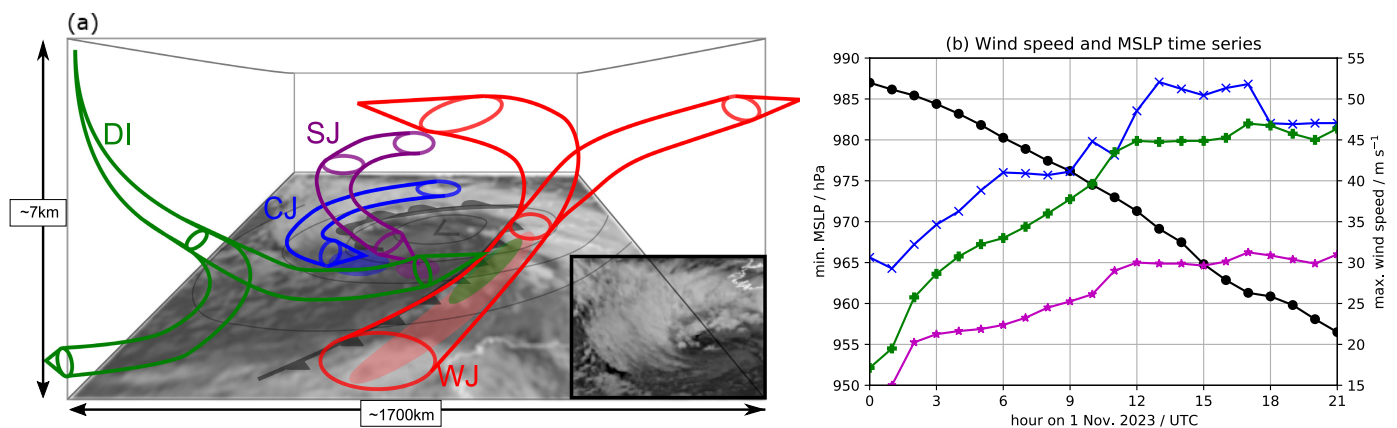 (a)
DI
SJ
CJ
WJ
~7km
~1700km
(b) Wind speed and MSLP time series
min. MSLP / hPa
990
985
980
975
970
965
960
955
950
max. wind speed / m s⁻¹
55
50
45
40
35
30
25
20
15
0 3 6 9 12 15 18 21
hour on 1 Nov. 2023 / UTC